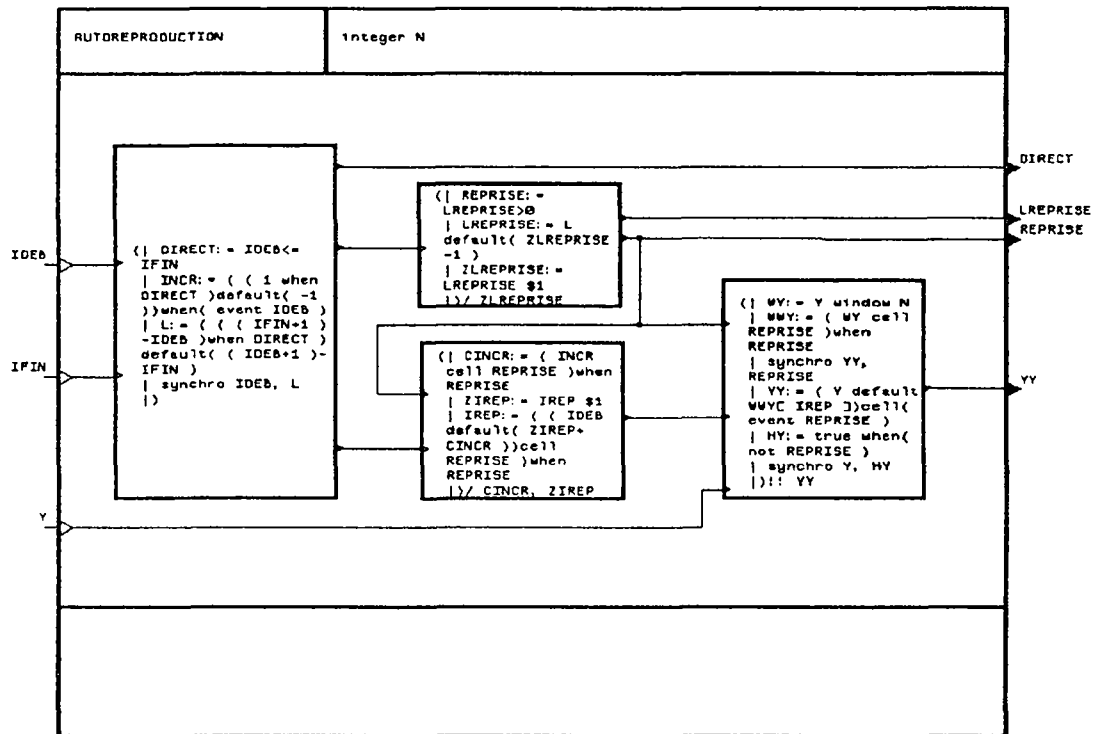 AUTOREPRODUCTION
integer N
DIRECT
LREPRISE
REPRISE
IDEB
IFIN
Y
YY
(| DIRECT: = IDEB<=
IFIN
| INCR: = ( ( 1 when
DIRECT )default( -1
))when( event IDEB )
| L: = ( ( ( IFIN+1 )
-IDEB )when DIRECT )
default( ( IDEB+1 )-
IFIN )
| synchro IDEB, L
|)
(| REPRISE: =
LREPRISE>0
| LREPRISE: = L
default( ZLREPRISE
-1 )
| ZLREPRISE: =
LREPRISE $1
|)/ ZLREPRISE
(| CINCR: = ( INCR
cell REPRISE )when
REPRISE
| ZIREP: = IREP $1
| IREP: = ( ( IDEB
default( ZIREP+
CINCR ))cell
REPRISE )when
REPRISE
|)/ CINCR, ZIREP
(| WY: = Y window N
| WWY: = ( WY cell
REPRISE )when
REPRISE
| synchro YY,
REPRISE
| YY: = ( Y default
WWY[ IREP ])cell(
event REPRISE )
| HY: = true when(
not REPRISE )
| synchro Y, HY
|)!! YY